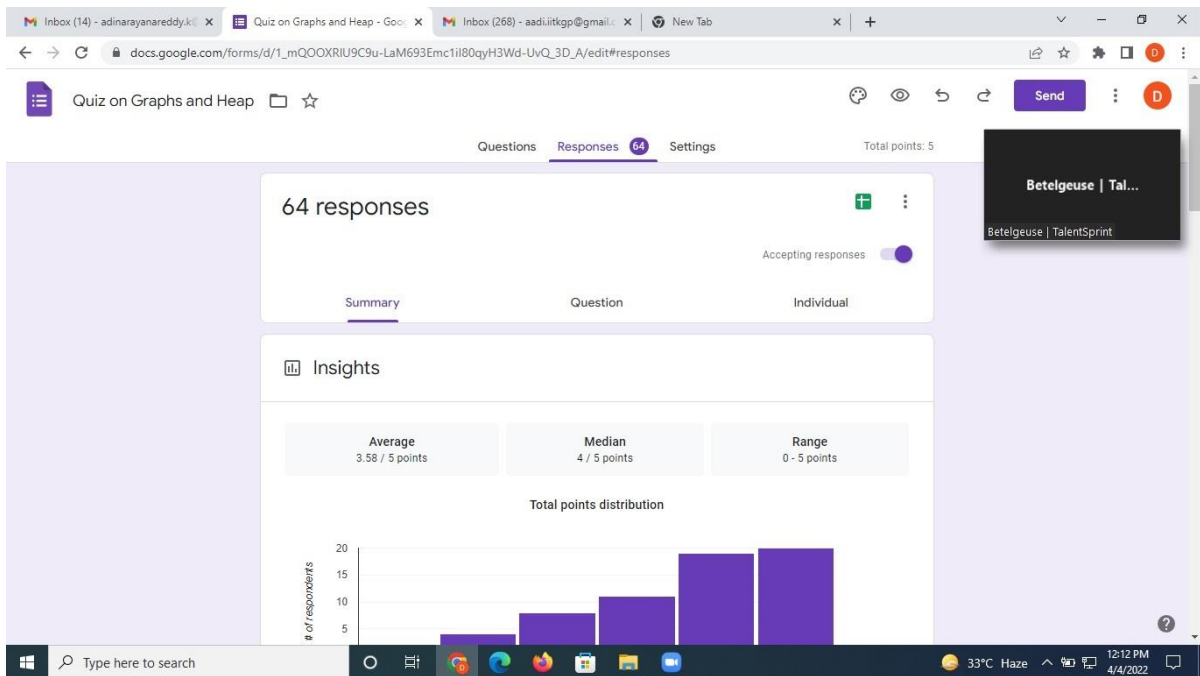 Inbox (14) - adinarayanareddy.k
Quiz on Graphs and Heap - Goo
Inbox (268) - aadi.iitkgp@gmail.c
New Tab
docs.google.com/forms/d/1_mQOOXRIU9C9u-LaM693Emc1il80qyH3Wd-UvQ_3D_A/edit#responses
D
Quiz on Graphs and Heap
Send
D
Questions
Responses 64
Settings
Total points: 5
Betelgeuse | Tal...
Betelgeuse | TalentSprint
64 responses
Accepting responses
Summary
Question
Individual
Insights
Average
3.58 / 5 points
Median
4 / 5 points
Range
0 - 5 points
Total points distribution
# of respondents
20
15
10
5
Type here to search
33°C Haze
12:12 PM
4/4/2022